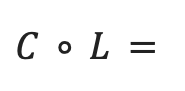 C ∘ L =